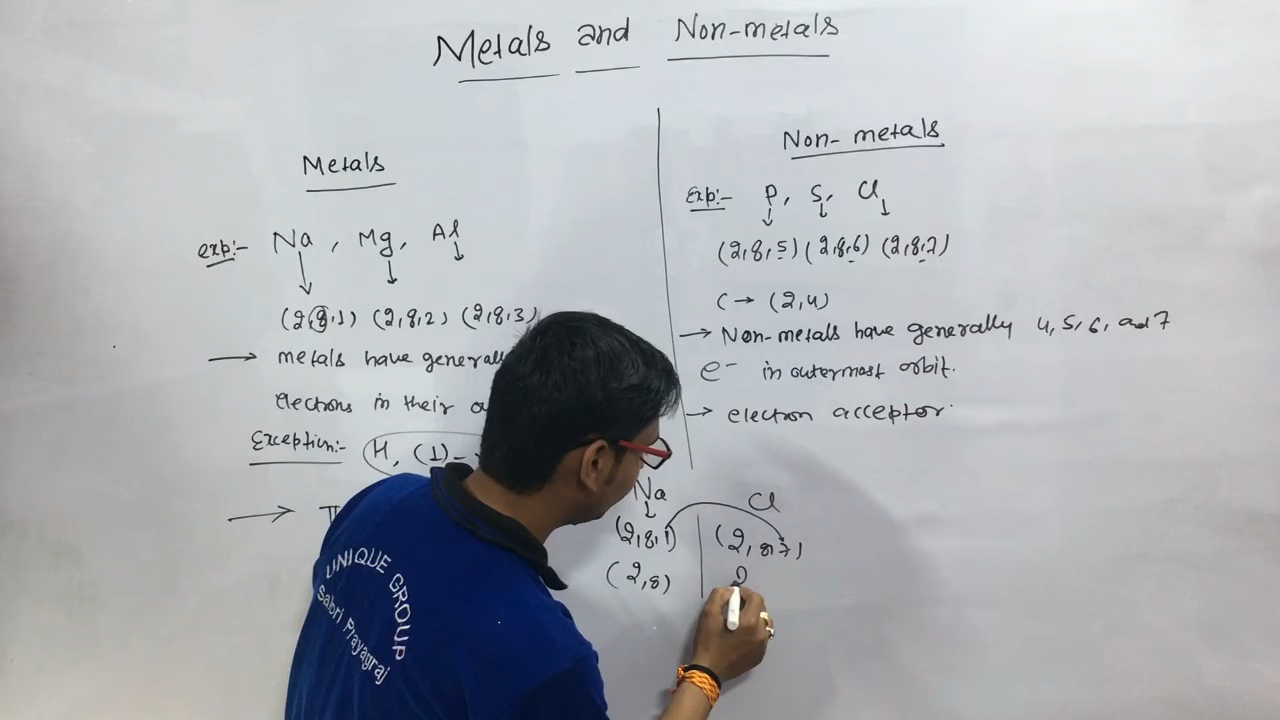 Metals and Non-metals
Metals
exp:- Na, Mg, Al
(2,8,1) (2,8,2) (2,8,3)
→ metals have generall
electrons in their
Exception:- H, (1)-
→
Non-metals
Exp:- P, S, Cl
(2,8,5) (2,8,6) (2,8,7)
C → (2,4)
→ Non-metals have generally 4, 5, 6, and 7
e- in outermost orbit.
→ electron acceptor.
Na Cl
(2,8,1) (2,8,7)
(2,8)
UNIQUE GROUP
Salori Prayagraj